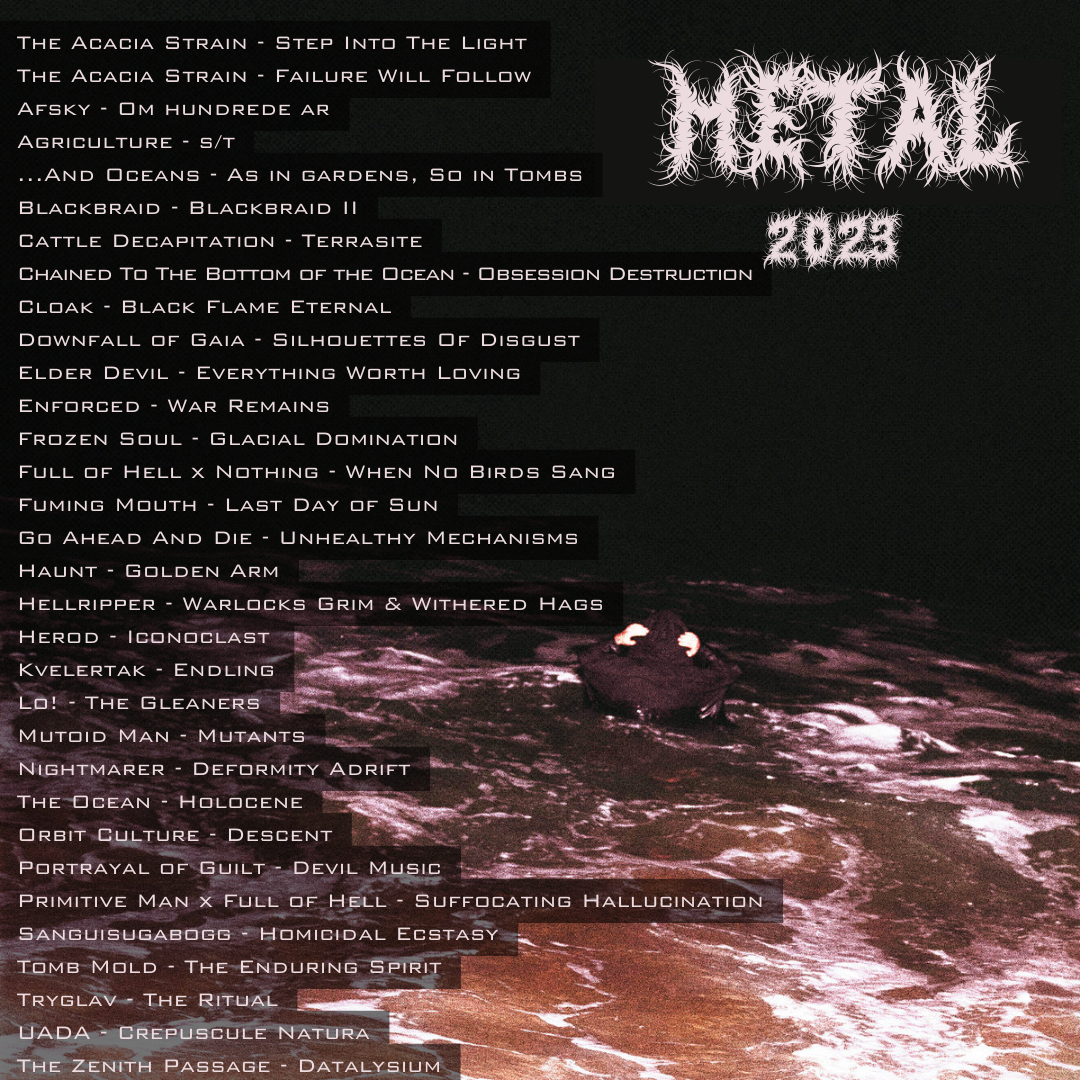 The Acacia Strain - Step Into The Light
The Acacia Strain - Failure Will Follow
Afsky - Om hundrede ar
Agriculture - s/t
...And Oceans - As in gardens, So in Tombs
Blackbraid - Blackbraid II
Cattle Decapitation - Terrasite
Chained To The Bottom of the Ocean - Obsession Destruction
Cloak - Black Flame Eternal
Downfall of Gaia - Silhouettes Of Disgust
Elder Devil - Everything Worth Loving
Enforced - War Remains
Frozen Soul - Glacial Domination
Full of Hell x Nothing - When No Birds Sang
Fuming Mouth - Last Day of Sun
Go Ahead And Die - Unhealthy Mechanisms
Haunt - Golden Arm
Hellripper - Warlocks Grim & Withered Hags
Herod - Iconoclast
Kvelertak - Endling
Lo! - The Gleaners
Mutoid Man - Mutants
Nightmarer - Deformity Adrift
The Ocean - Holocene
Orbit Culture - Descent
Portrayal of Guilt - Devil Music
Primitive Man x Full of Hell - Suffocating Hallucination
Sanguisugabogg - Homicidal Ecstasy
Tomb Mold - The Enduring Spirit
Tryglav - The Ritual
UADA - Crepuscule Natura
The Zenith Passage - Datalysium
METAL
2023